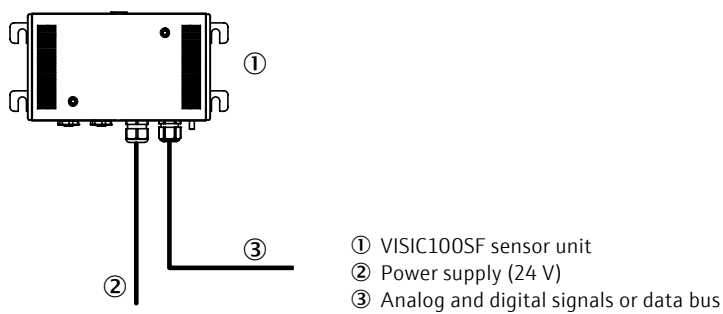 ①
②
③
① VISIC100SF sensor unit
② Power supply (24 V)
③ Analog and digital signals or data bus